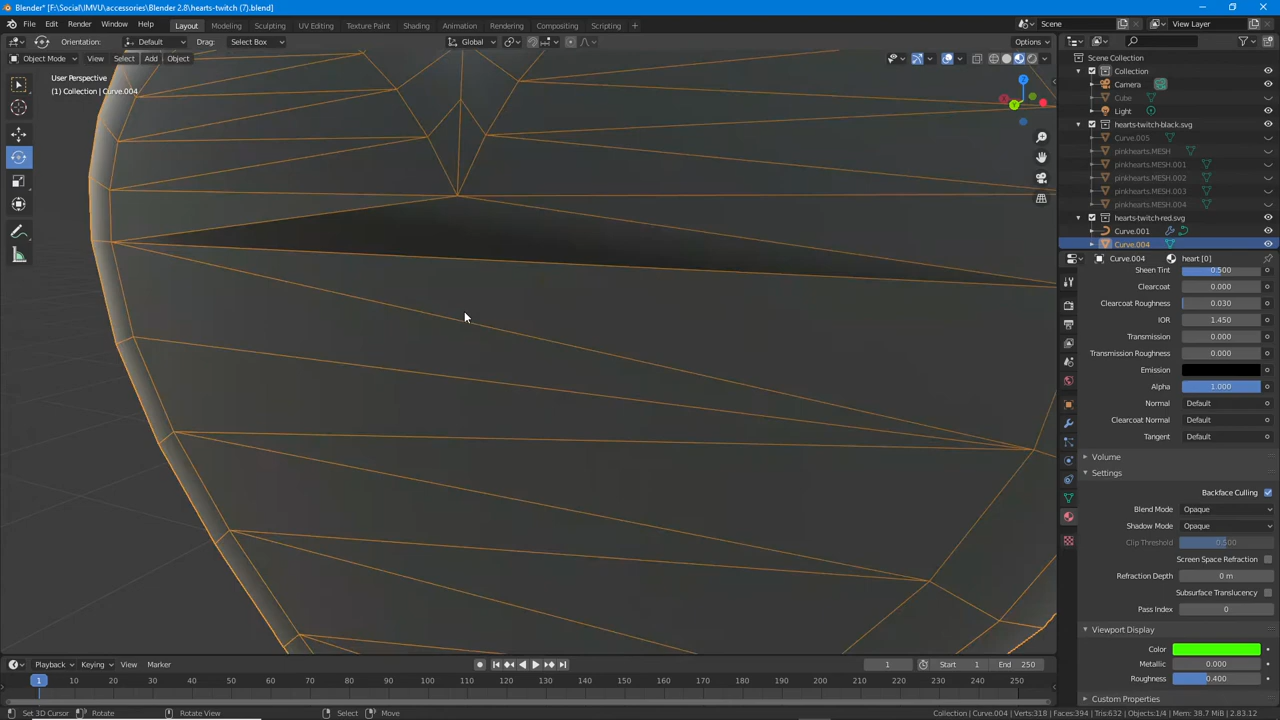 Blender* [F:\Social\IMVU\accessories\Blender 2.8\hearts-twitch (7).blend]
File Edit Render Window Help Layout Modeling Sculpting UV Editing Texture Paint Shading Animation Rendering Compositing Scripting + Scene View Layer
Orientation: Default Drag: Select Box Global Options
Object Mode View Select Add Object
User Perspective
(1) Collection | Curve.004
Scene Collection
Collection
Camera
Cube
Light
hearts-twitch-black.svg
Curve.005
pinkhearts.MESH
pinkhearts.MESH.001
pinkhearts.MESH.002
pinkhearts.MESH.003
pinkhearts.MESH.004
hearts-twitch-red.svg
Curve.001
Curve.004
Curve.004 heart [0]
Sheen Tint 0.500
Clearcoat 0.000
Clearcoat Roughness 0.030
IOR 1.450
Transmission 0.000
Transmission Roughness 0.000
Emission
Alpha 1.000
Normal Default
Clearcoat Normal Default
Tangent Default
Volume
Settings
Backface Culling
Blend Mode Opaque
Shadow Mode Opaque
Clip Threshold 0.500
Screen Space Refraction
Refraction Depth 0 m
Subsurface Translucency
Pass Index 0
Viewport Display
Color
Metallic 0.000
Roughness 0.400
Custom Properties
Playback Keying View Marker 1 Start 1 End 250
1 10 20 30 40 50 60 70 80 90 100 110 120 130 140 150 160 170 180 190 200 210 220 230 240 250
Set 3D Cursor Rotate Rotate View Select Move Collection | Curve.004 | Verts:318 | Faces:394 | Tris:632 | Objects:1/4 | Mem: 38.7 MiB | 2.83.12